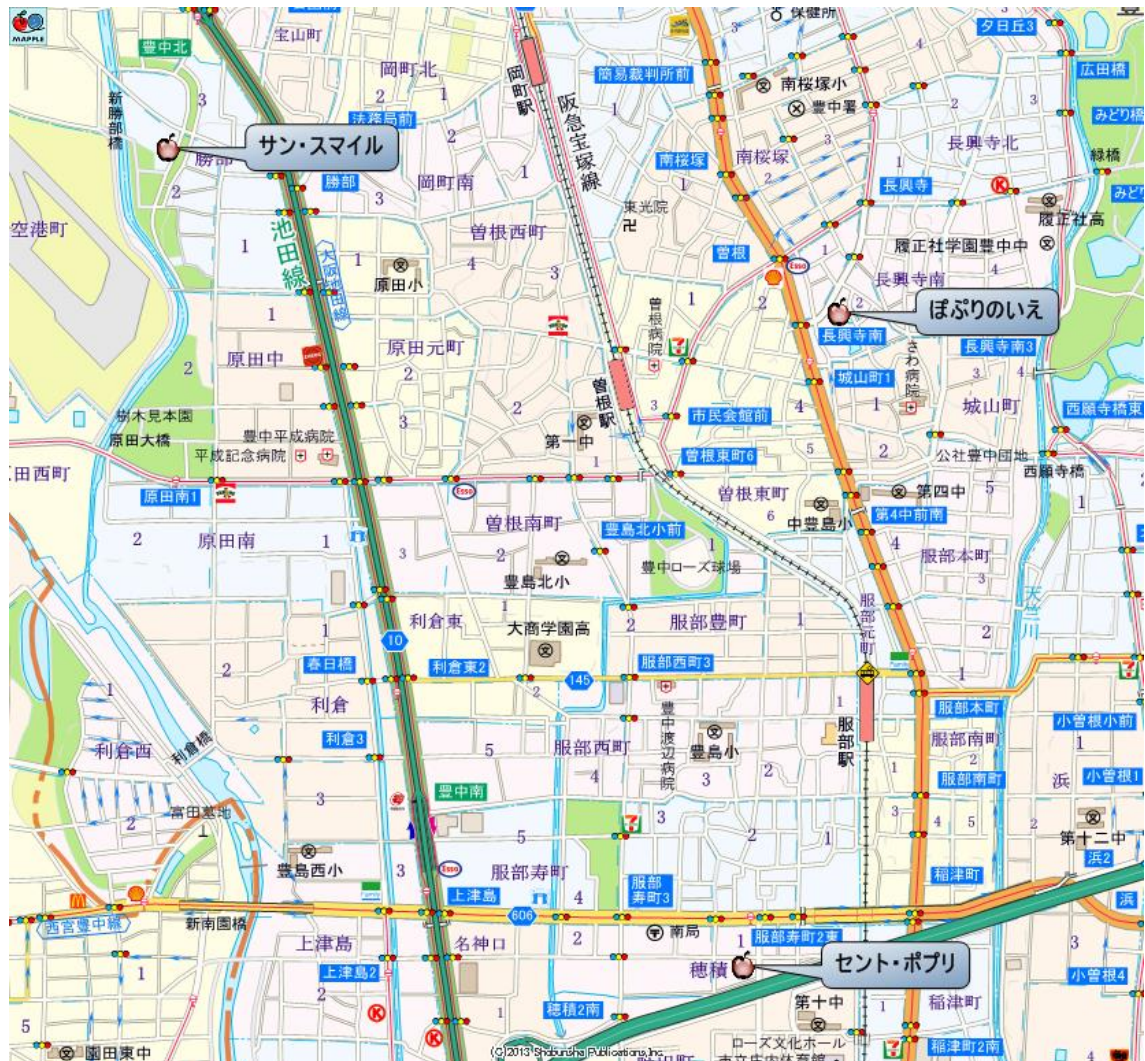 MAPPLE
豊中北
宝山町
岡町北
岡町駅
阪急宝塚線
簡易裁判所前
保健所
南桜塚小
豊中署
夕日丘3
広田橋
みどり橋
新勝部橋
サン・スマイル
法務局前
勝部
岡町南
南桜塚
南桜塚
長興寺北
長興寺
緑橋
履正社高
空港町
池田線
大阪池田線
曽根西町
東光院
曽根
Esso
履正社学園豊中中
長興寺南
原田小
ぽぷりのいえ
長興寺南
長興寺南3
原田中
原田元町
曽根病院
さわ病院
城山町1
城山町
曽根駅
市民会館前
西願寺橋東
樹木見本園
原田大橋
豊中平成病院
平成記念病院
第一中
公社豊中団地
西願寺橋
曽根東町6
原田南1
Esso
曽根東町
第四中
中豊島小
第4中前南
曽根南町
豊島北小前
原田南
豊島北小
豊中ローズ球場
服部本町
天竺川
利倉東
大商学園高
服部豊町
服部元町
10
春日橋
利倉東2
145
服部西町3
利倉
服部本町
小曽根小前
利倉西
利倉橋
利倉3
服部西町
豊中渡辺病院
豊島小
服部駅
服部南町
服部南町
浜
小曽根1
豊中南
富田墓地
第十二中
豊島西小
Esso
服部寿町
服部寿町3
稲津町
浜2
浜
西宮豊中線
新南園橋
上津島
606
上津島
名神口
南局
服部寿町2東
上津島2
穂積
セント・ポプリ
小曽根4
穂積2南
第十中
稲津町
園田東中
ローズ文化ホール
稲津町2南
(C)2013 Shobunsha Publications,Inc.